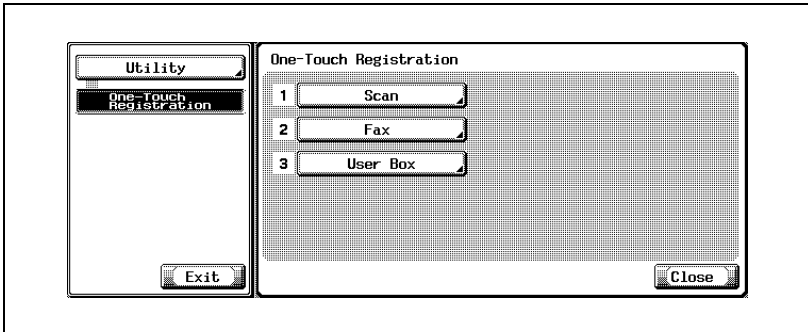 Utility
One-Touch
Registration
Exit
One-Touch Registration
1 Scan
2 Fax
3 User Box
Close